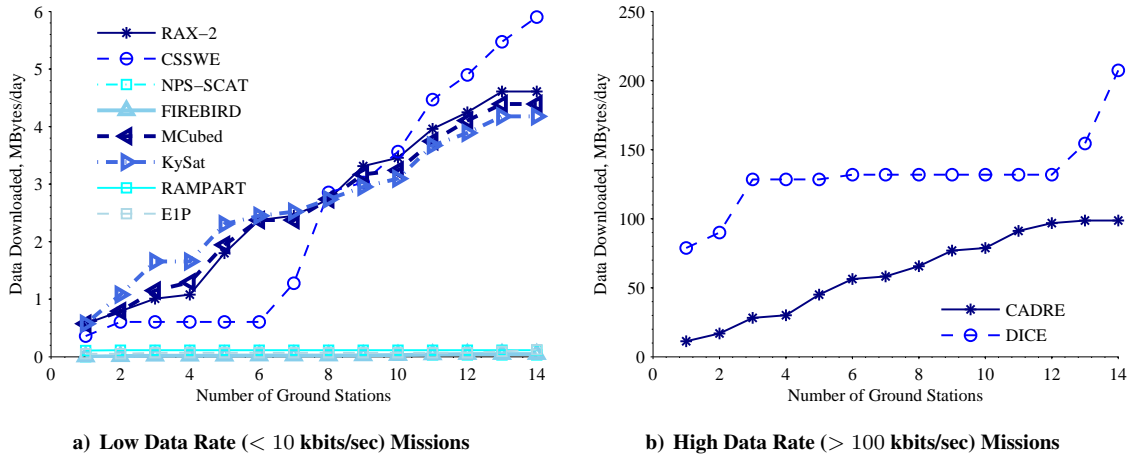 Data Downloaded, MBytes/day
6
5
4
3
2
1
0
RAX−2
CSSWE
NPS−SCAT
FIREBIRD
MCubed
KySat
RAMPART
E1P
0 2 4 6 8 10 12 14
Number of Ground Stations
a) Low Data Rate (< 10 kbits/sec) Missions
Data Downloaded, MBytes/day
250
200
150
100
50
0
CADRE
DICE
0 2 4 6 8 10 12 14
Number of Ground Stations
b) High Data Rate (> 100 kbits/sec) Missions